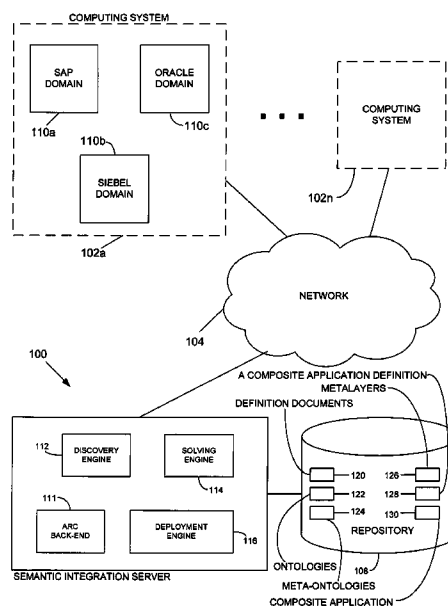 COMPUTING SYSTEM
SAP
DOMAIN
ORACLE
DOMAIN
110a
110c
110b
SIEBEL
DOMAIN
102a
COMPUTING
SYSTEM
102n
NETWORK
104
100
A COMPOSITE APPLICATION DEFINITION
METALAYERS
DEFINITION DOCUMENTS
112
DISCOVERY
ENGINE
SOLVING
ENGINE
114
111
ARC
BACK-END
DEPLOYMENT
ENGINE
116
120
126
122
128
124
130
REPOSITORY
SEMANTIC INTEGRATION SERVER
ONTOLOGIES
108
META-ONTOLOGIES
COMPOSITE APPLICATION